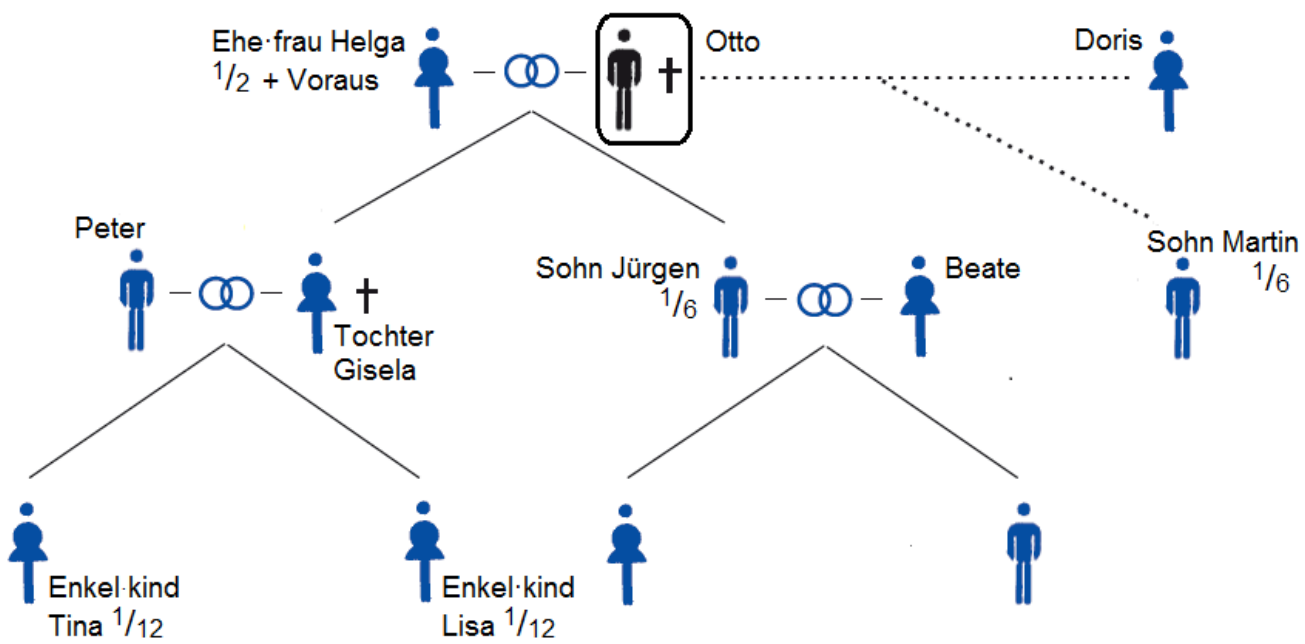 Ehe·frau Helga
1/2 + Voraus
Otto
Doris
Peter
Tochter
Gisela
Sohn Jürgen
1/6
Beate
Sohn Martin
1/6
Enkel·kind
Tina 1/12
Enkel·kind
Lisa 1/12